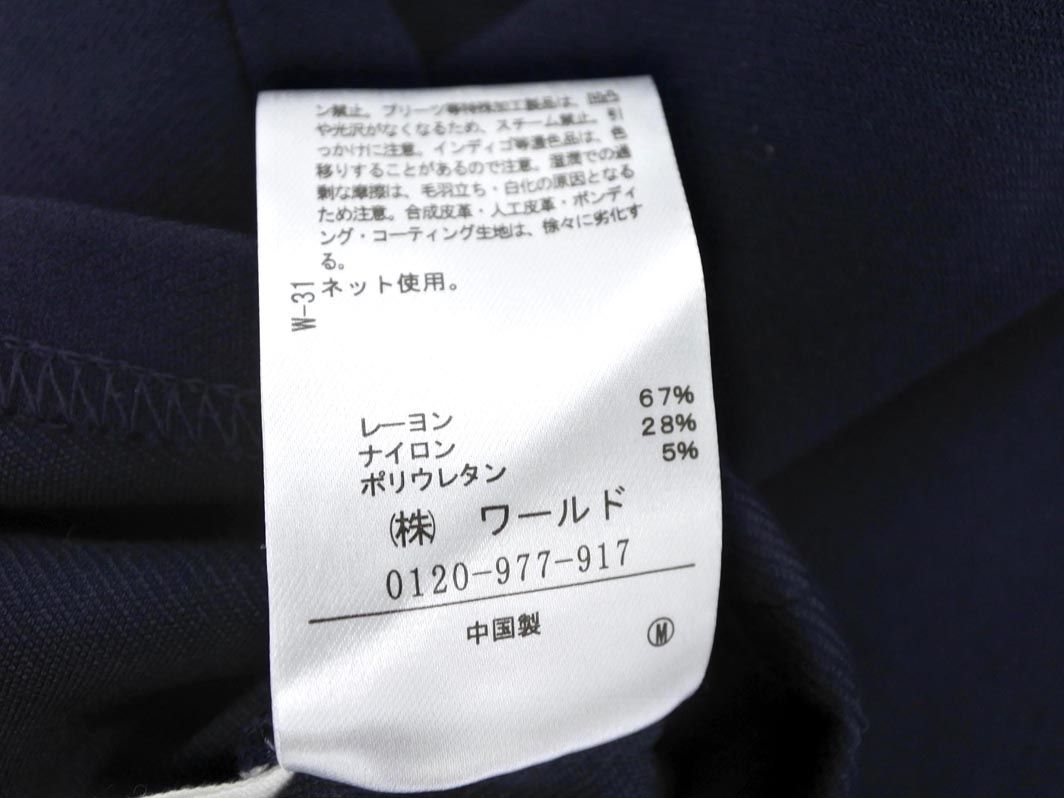 ン禁止。プリーツ等特殊加工製品は、凹凸
や光沢がなくなるため、スチーム禁止。引
っかけに注意。インディゴ等濃色品は、色
移りすることがあるので注意。湿潤での過
剰な摩擦は、毛羽立ち・白化の原因となる
ため注意。合成皮革・人工皮革・ボンディ
ング・コーティング生地は、徐々に劣化す
る。
ネット使用。
W-31
レーヨン 67%
ナイロン 28%
ポリウレタン 5%
㈱ ワールド
0120-977-917
中国製 Ⓜ